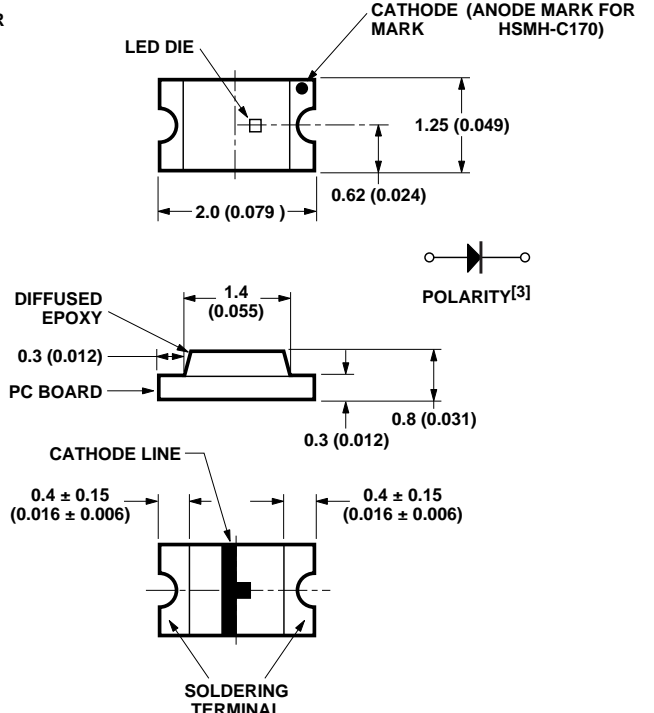 R
CATHODE (ANODE MARK FOR
MARK HSMH-C170)
LED DIE
1.25 (0.049)
0.62 (0.024)
2.0 (0.079 )
DIFFUSED
EPOXY
1.4
(0.055)
POLARITY[3]
0.3 (0.012)
PC BOARD
0.8 (0.031)
0.3 (0.012)
CATHODE LINE
0.4 ± 0.15
(0.016 ± 0.006)
0.4 ± 0.15
(0.016 ± 0.006)
SOLDERING
TERMINAL